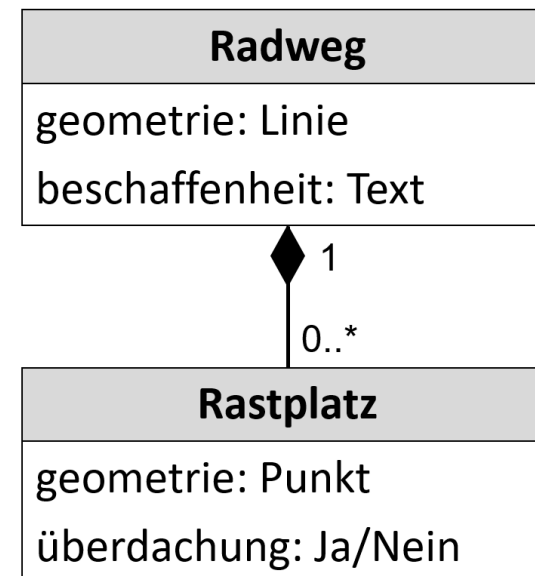 Radweg
geometrie: Linie
beschaffenheit: Text
1
0..*
Rastplatz
geometrie: Punkt
überdachung: Ja/Nein